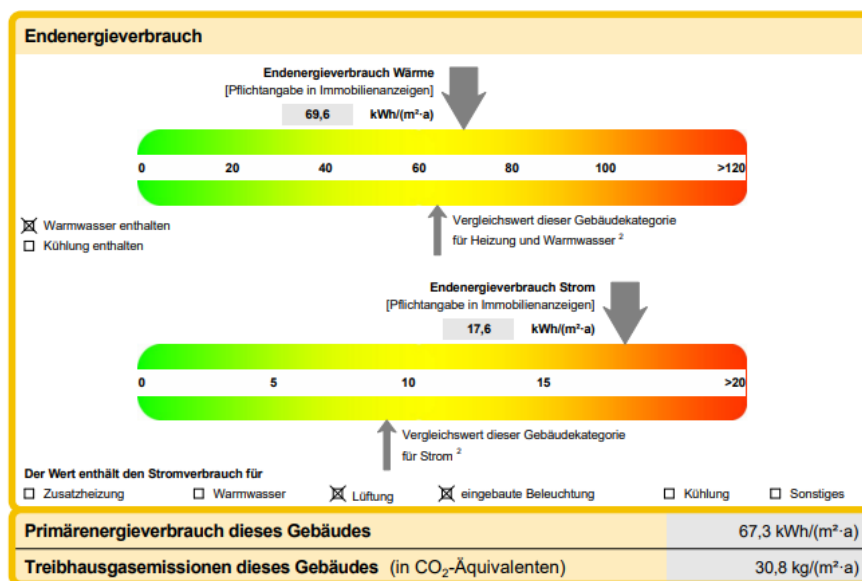 Endenergieverbrauch
Endenergieverbrauch Wärme
[Pflichtangabe in Immobilienanzeigen]
69,6 kWh/(m²·a)
0 20 40 60 80 100 >120
Warmwasser enthalten
Kühlung enthalten
Vergleichswert dieser Gebäudekategorie
für Heizung und Warmwasser ²
Endenergieverbrauch Strom
[Pflichtangabe in Immobilienanzeigen]
17,6 kWh/(m²·a)
0 5 10 15 >20
Vergleichswert dieser Gebäudekategorie
für Strom ²
Der Wert enthält den Stromverbrauch für
Zusatzheizung Warmwasser Lüftung eingebaute Beleuchtung Kühlung Sonstiges
Primärenergieverbrauch dieses Gebäudes 67,3 kWh/(m²·a)
Treibhausgasemissionen dieses Gebäudes (in CO₂-Äquivalenten) 30,8 kg/(m²·a)